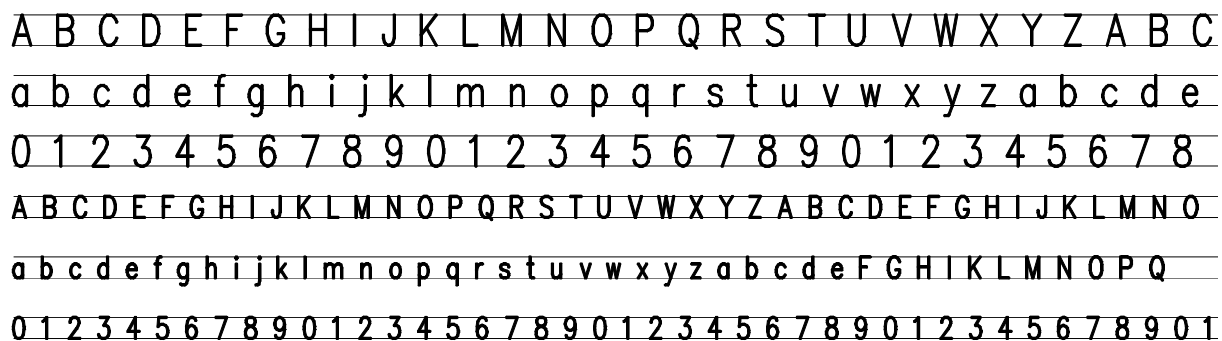 A B C D E F G H I J K L M N O P Q R S T U V W X Y Z A B C
a b c d e f g h i j k l m n o p q r s t u v w x y z a b c d e
0 1 2 3 4 5 6 7 8 9 0 1 2 3 4 5 6 7 8 9 0 1 2 3 4 5 6 7 8
A B C D E F G H I J K L M N O P Q R S T U V W X Y Z A B C D E F G H I J K L M N O
a b c d e f g h i j k l m n o p q r s t u v w x y z a b c d e F G H I K L M N O P Q
0 1 2 3 4 5 6 7 8 9 0 1 2 3 4 5 6 7 8 9 0 1 2 3 4 5 6 7 8 9 0 1 2 3 4 5 6 7 8 9 0 1